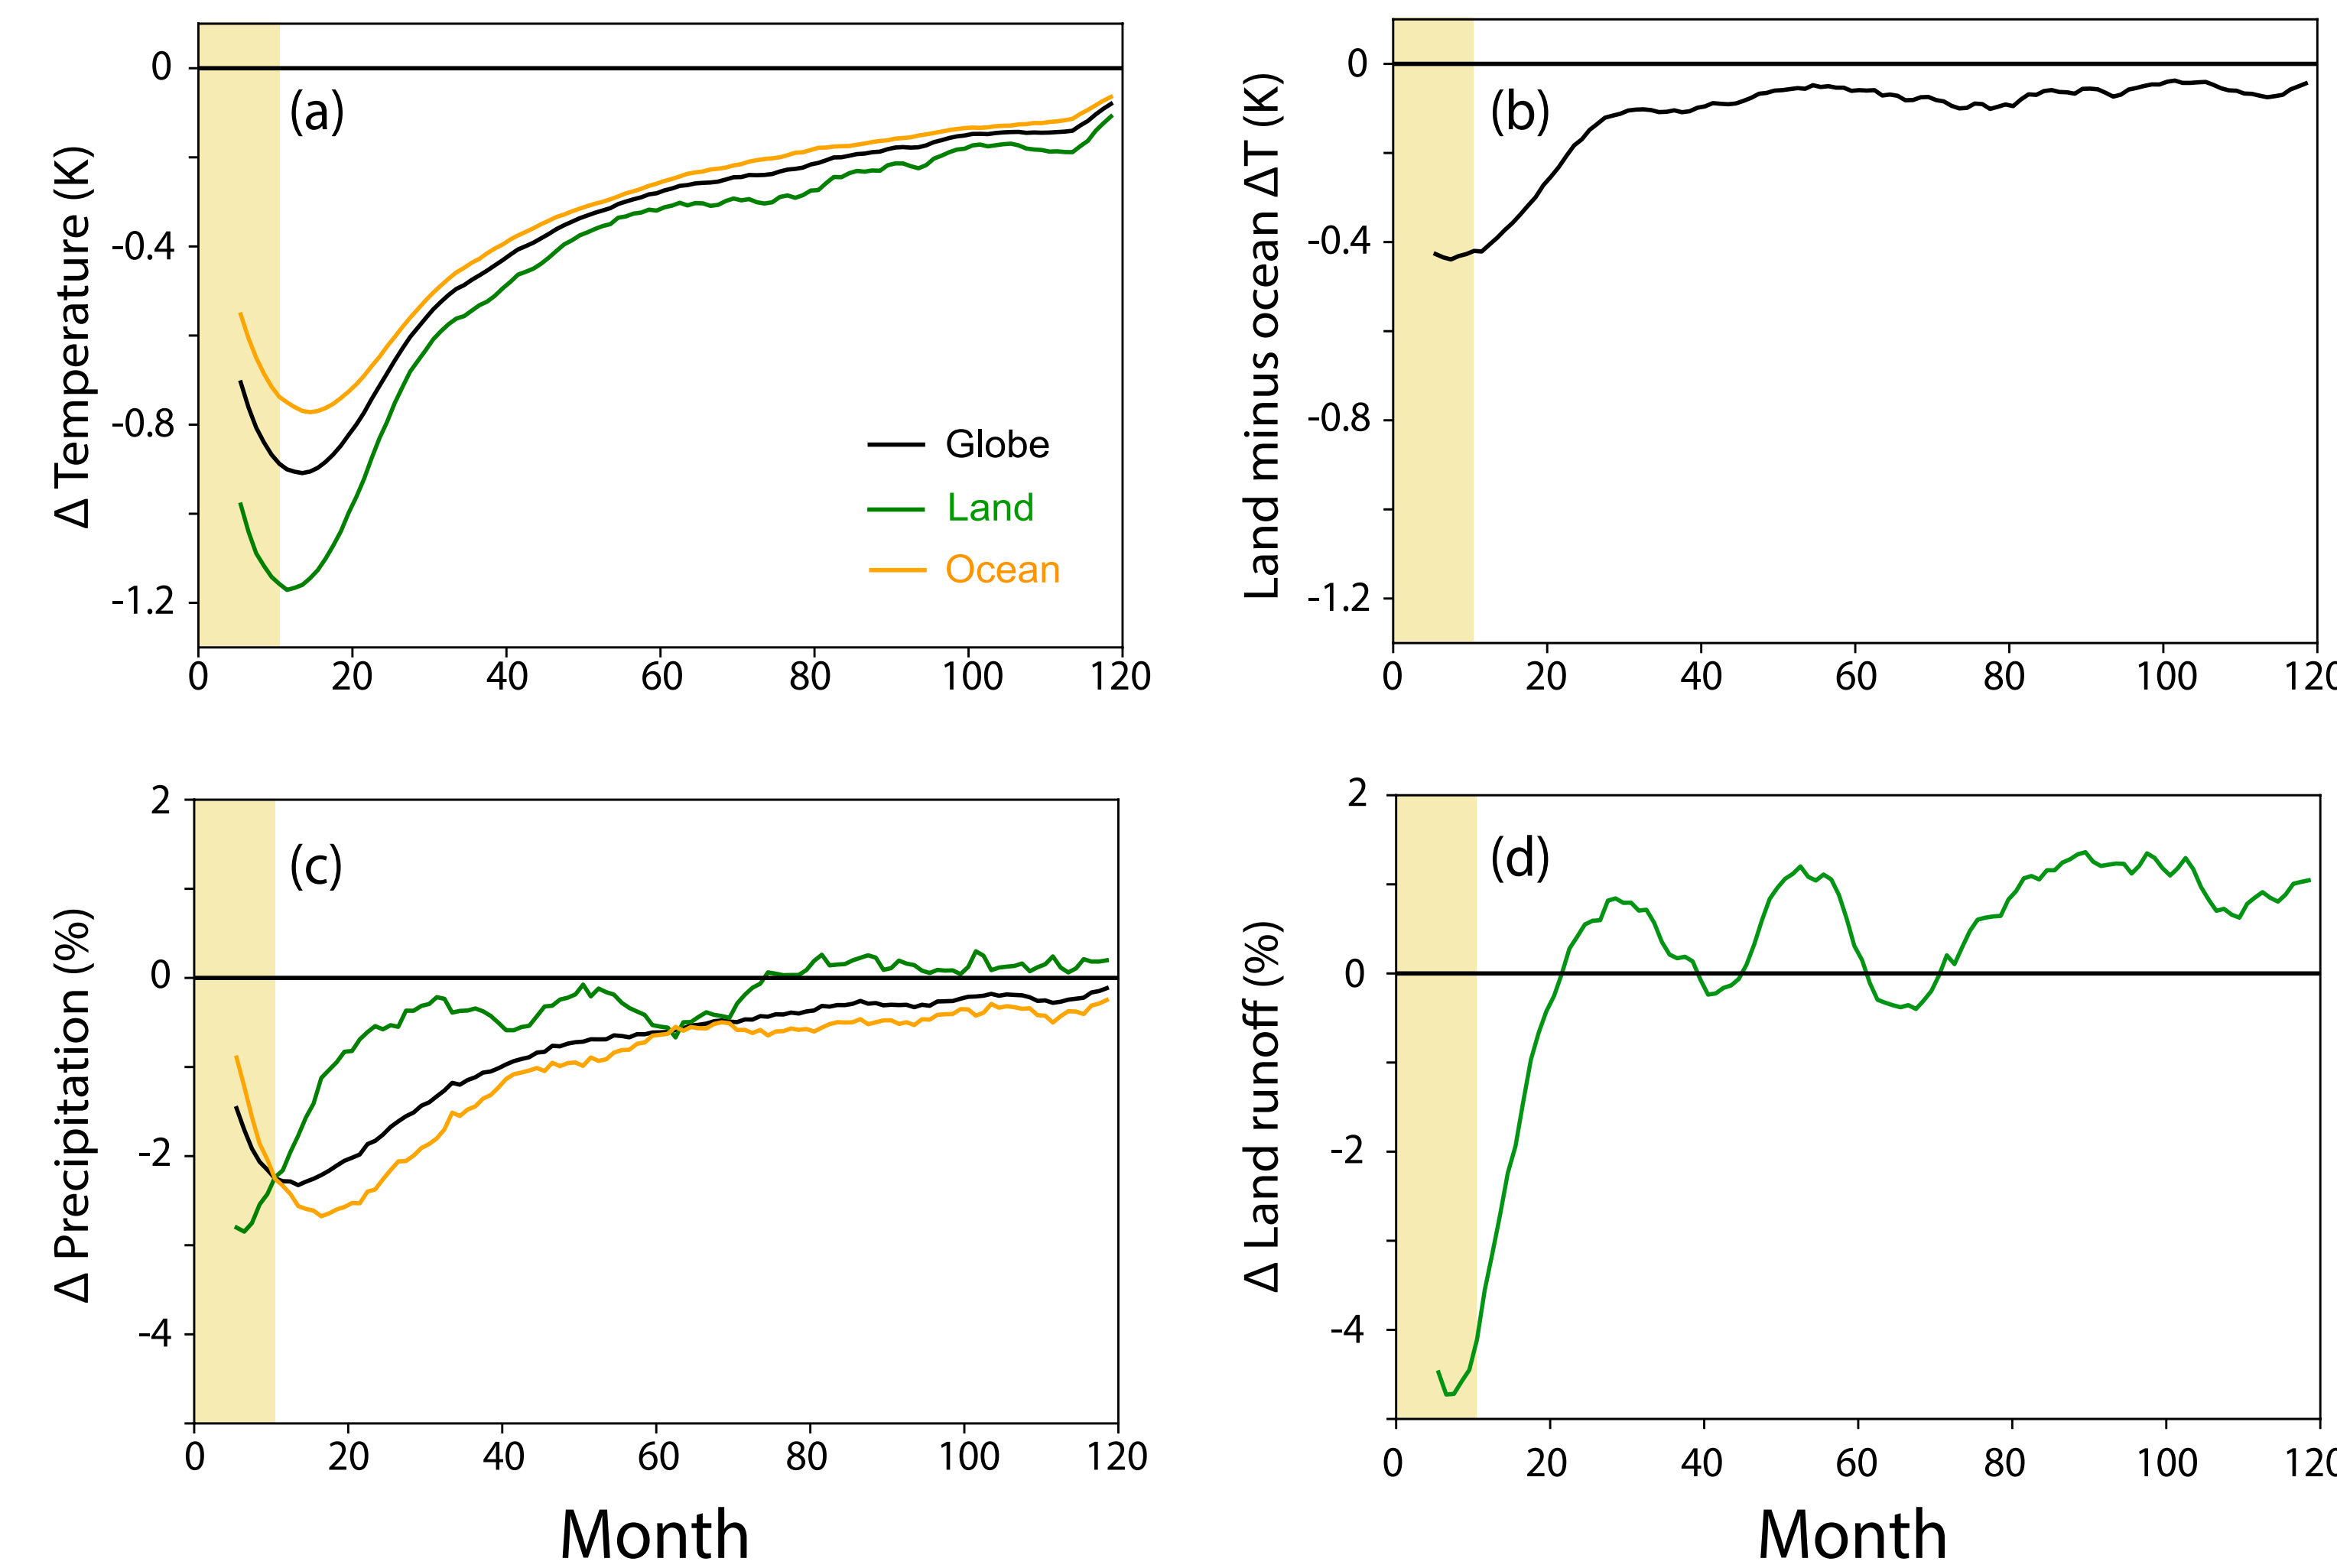 Δ Temperature (K)
0
-0.4
-0.8
-1.2
(a)
Globe
Land
Ocean
0 20 40 60 80 100 120
Land minus ocean ΔT (K)
0
-0.4
-0.8
-1.2
(b)
0 20 40 60 80 100 120
Δ Precipitation (%)
2
0
-2
-4
(c)
0 20 40 60 80 100 120
Month
Δ Land runoff (%)
2
0
-2
-4
(d)
0 20 40 60 80 100 120
Month